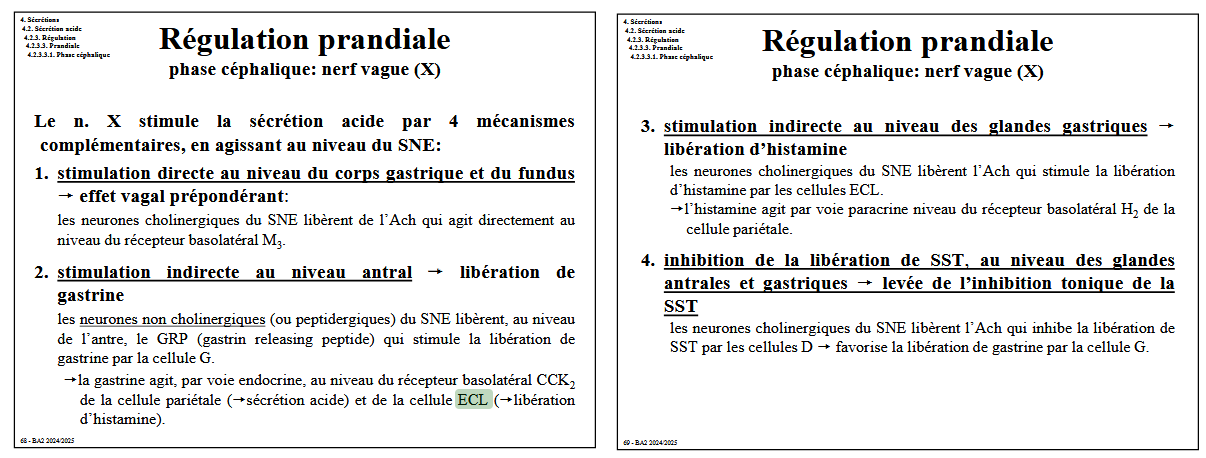 4. Sécrétions
4.2. Sécrétion acide
4.2.3. Régulation
4.2.3.3. Prandiale
4.2.3.3.1. Phase céphalique
Régulation prandiale
phase céphalique: nerf vague (X)
Le n. X stimule la sécrétion acide par 4 mécanismes
complémentaires, en agissant au niveau du SNE:
1. stimulation directe au niveau du corps gastrique et du fundus
→ effet vagal prépondérant:
les neurones cholinergiques du SNE libèrent de l’Ach qui agit directement au
niveau du récepteur basolatéral M3.
2. stimulation indirecte au niveau antral → libération de
gastrine
les neurones non cholinergiques (ou peptidergiques) du SNE libèrent, au niveau
de l’antre, le GRP (gastrin releasing peptide) qui stimule la libération de
gastrine par la cellule G.
→la gastrine agit, par voie endocrine, au niveau du récepteur basolatéral CCK2
de la cellule pariétale (→sécrétion acide) et de la cellule ECL (→libération
d’histamine).
68 - BA2 2024/2025
4. Sécrétions
4.2. Sécrétion acide
4.2.3. Régulation
4.2.3.3. Prandiale
4.2.3.3.1. Phase céphalique
Régulation prandiale
phase céphalique: nerf vague (X)
3. stimulation indirecte au niveau des glandes gastriques →
libération d’histamine
les neurones cholinergiques du SNE libèrent l’Ach qui stimule la libération
d’histamine par les cellules ECL.
→l’histamine agit par voie paracrine niveau du récepteur basolatéral H2 de la
cellule pariétale.
4. inhibition de la libération de SST, au niveau des glandes
antrales et gastriques → levée de l’inhibition tonique de la
SST
les neurones cholinergiques du SNE libèrent l’Ach qui inhibe la libération de
SST par les cellules D → favorise la libération de gastrine par la cellule G.
69 - BA2 2024/2025